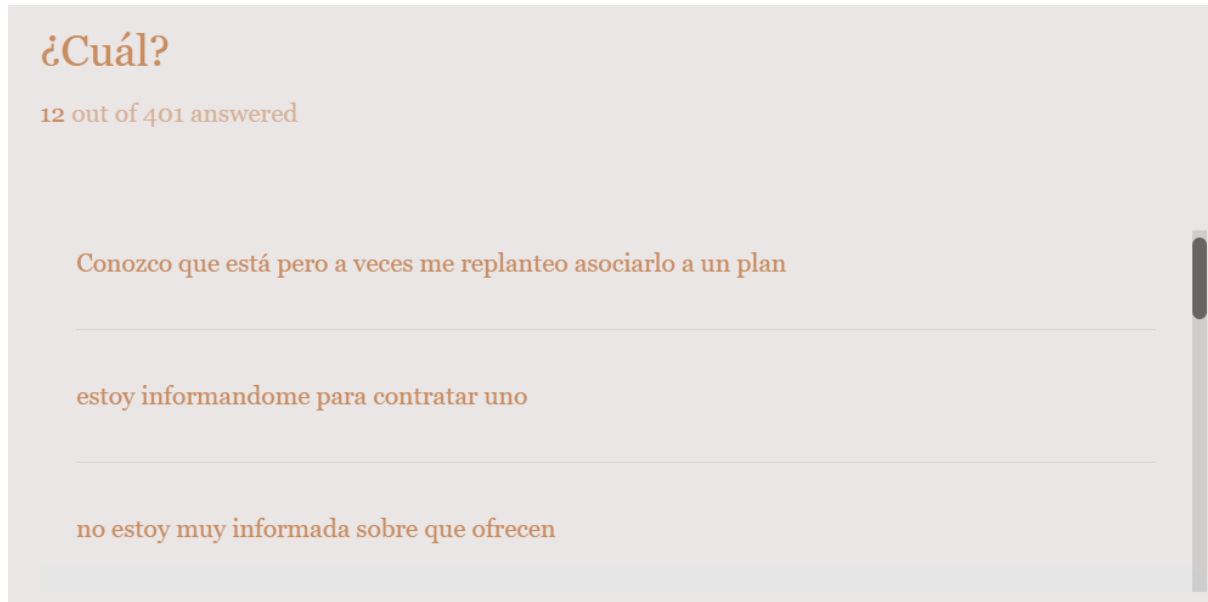 ¿Cuál?
12 out of 401 answered
Conozco que está pero a veces me replanteo asociarlo a un plan
estoy informandome para contratar uno
no estoy muy informada sobre que ofrecen